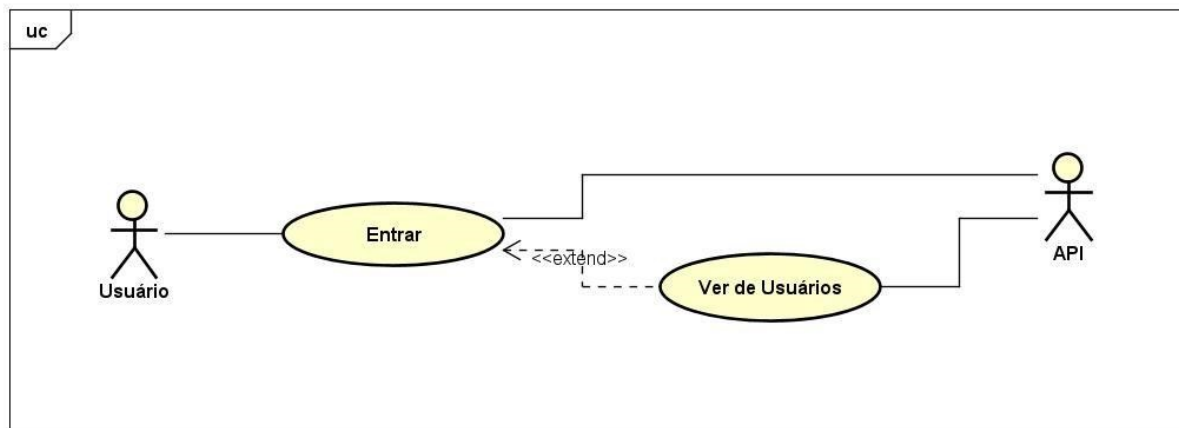 uc
Entrar
<<extend>>
API
Usuário
Ver de Usuários